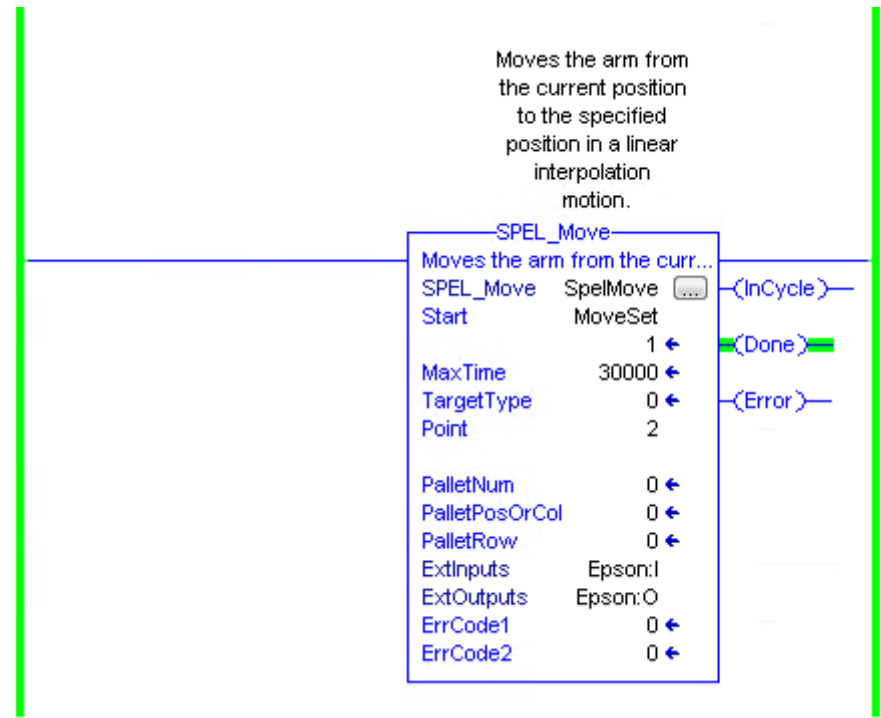 Moves the arm from
the current position
to the specified
position in a linear
interpolation
motion.
SPEL_Move
Moves the arm from the curr...
SPEL_Move SpelMove ... (InCycle)
Start MoveSet
1 (Done)
MaxTime 30000
TargetType 0 (Error)
Point 2
PalletNum 0
PalletPosOrCol 0
PalletRow 0
ExtInputs Epson:I
ExtOutputs Epson:O
ErrCode1 0
ErrCode2 0